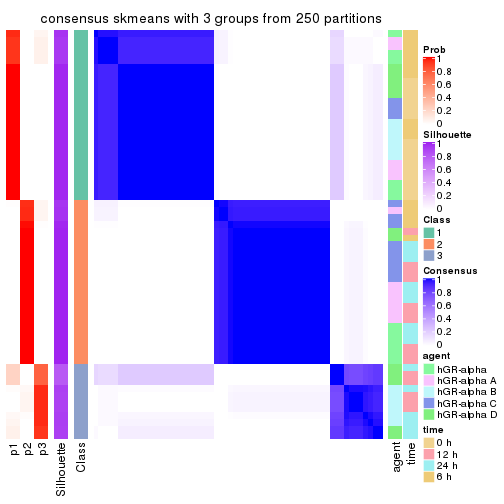 consensus skmeans with 3 groups from 250 partitions
Prob
1
0.8
0.6
0.4
0.2
0
Silhouette
1
0.8
0.6
0.4
0.2
0
Class
1
2
3
Consensus
1
0.8
0.6
0.4
0.2
0
agent
hGR-alpha
hGR-alpha A
hGR-alpha B
hGR-alpha C
hGR-alpha D
time
0 h
12 h
24 h
6 h
p1
p2
p3
Silhouette
Class
agent
time